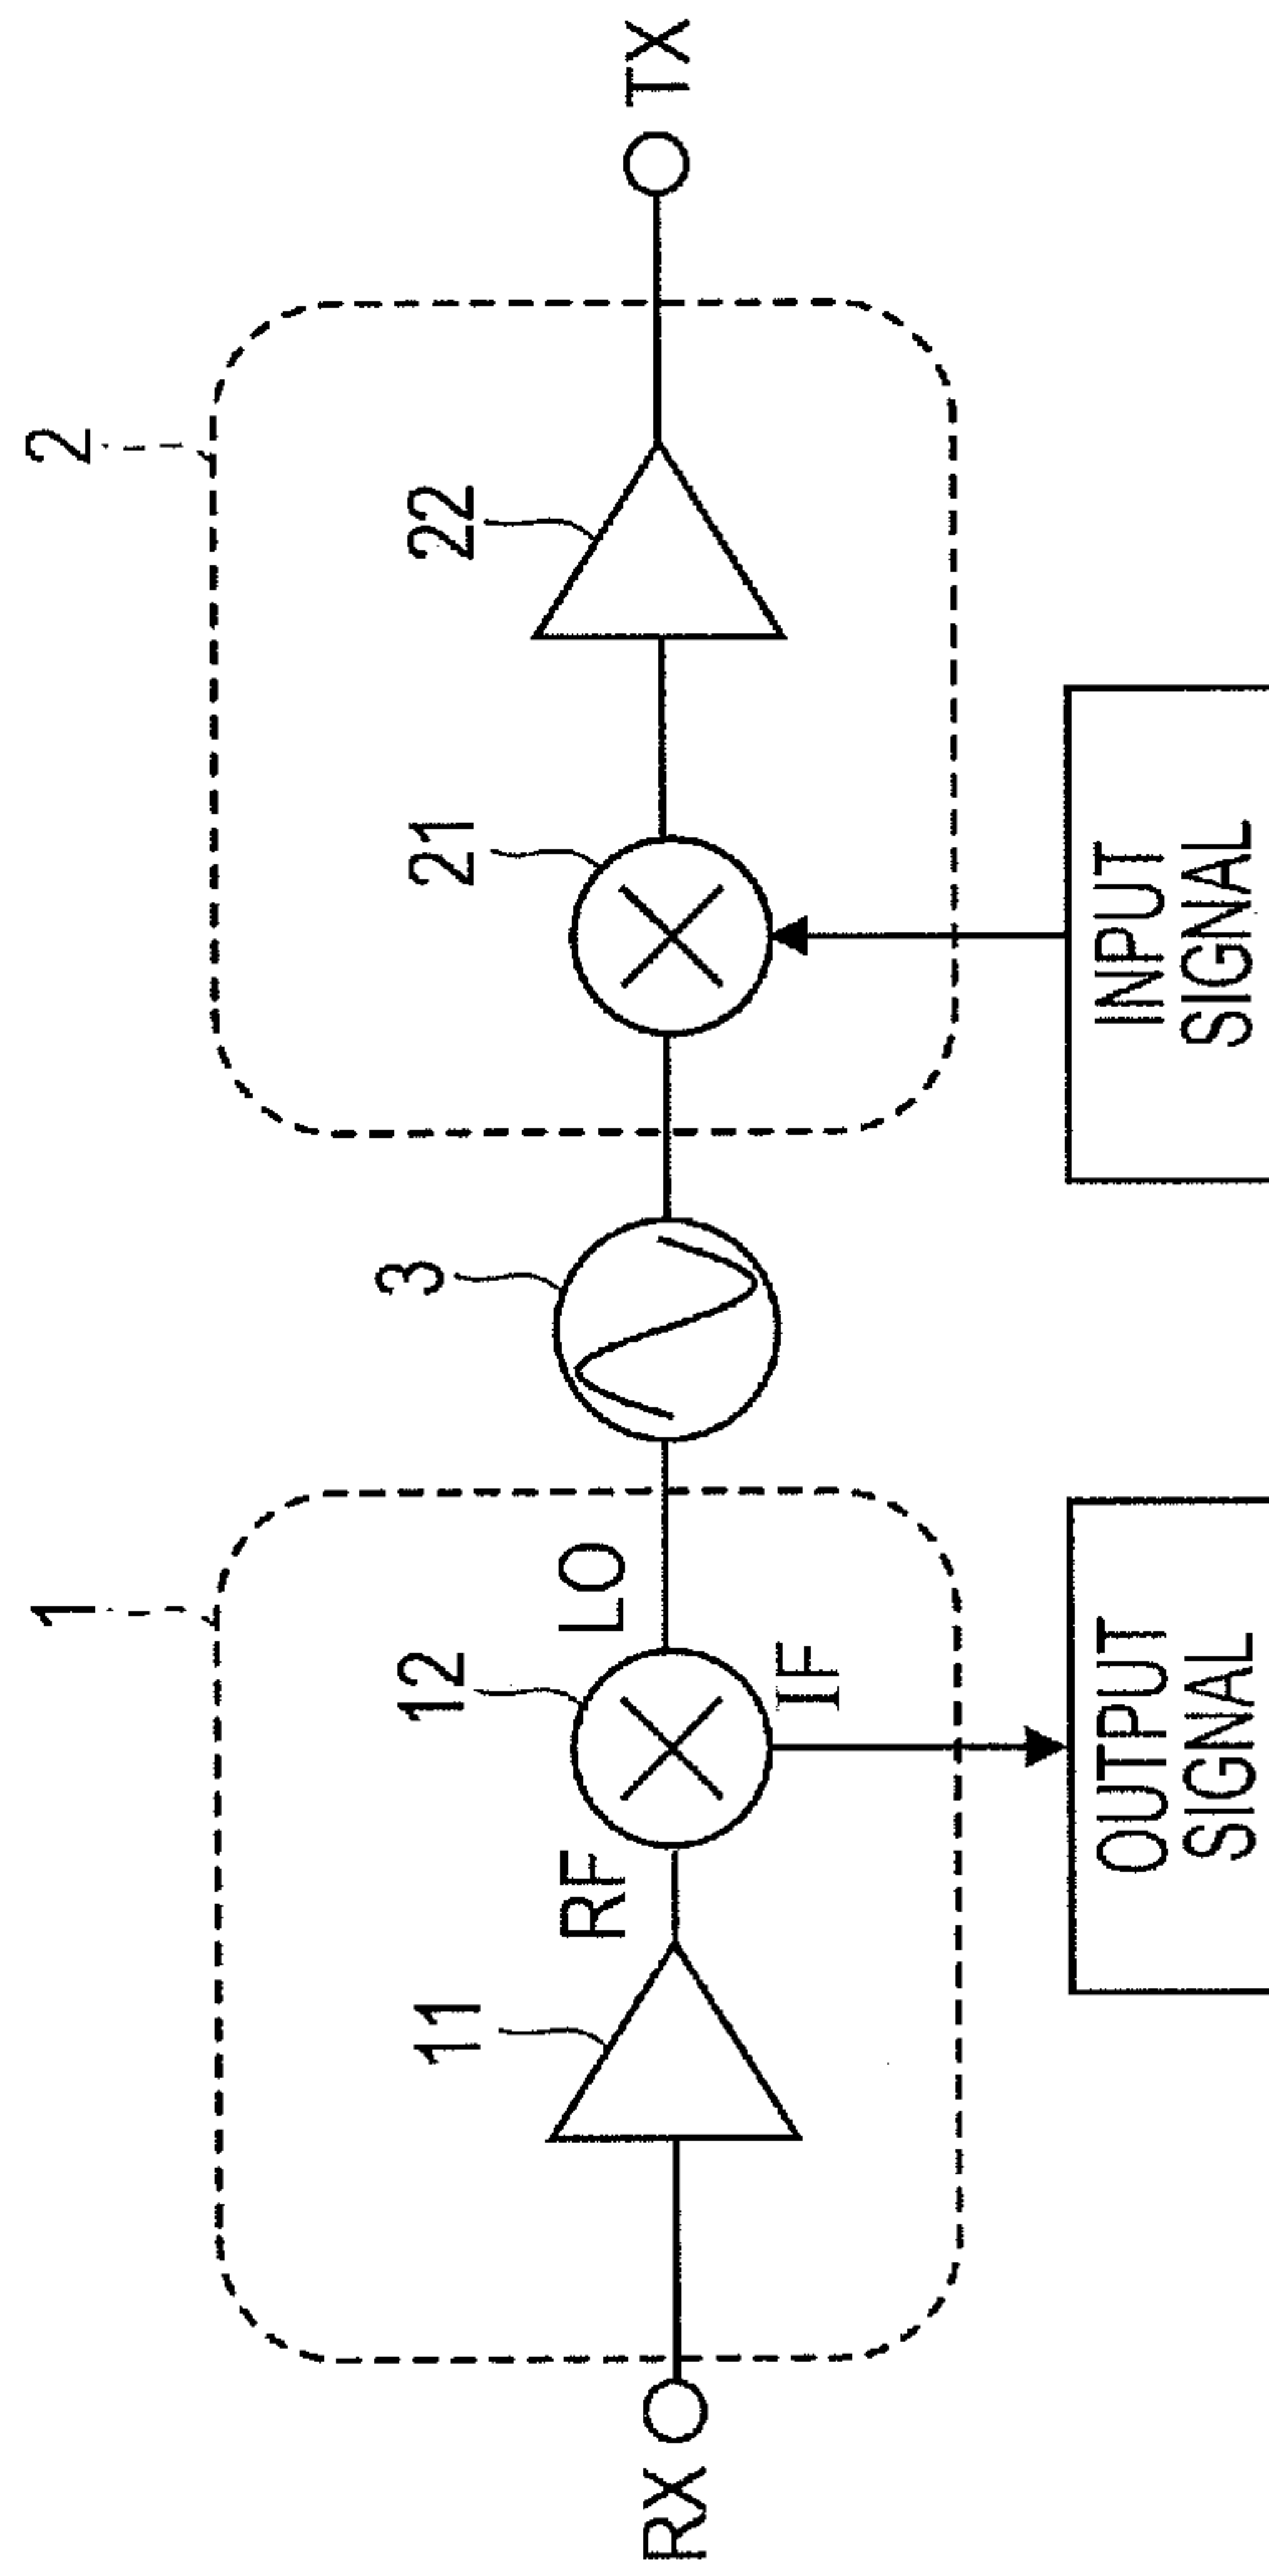 1
2
11
12
3
21
22
RX
RF
LO
IF
TX
OUTPUT
SIGNAL
INPUT
SIGNAL